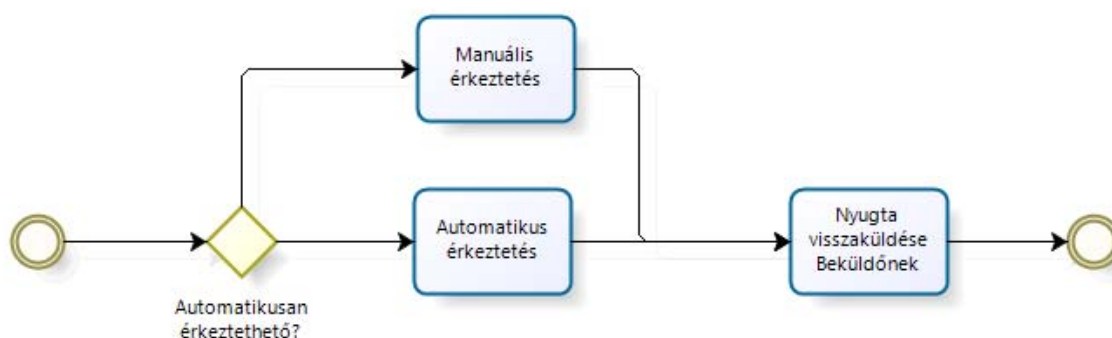 Manuális
érkeztetés
Automatikus
érkeztetés
Nyugta
visszaküldése
Beküldőnek
Automatikusan
érkeztethető?